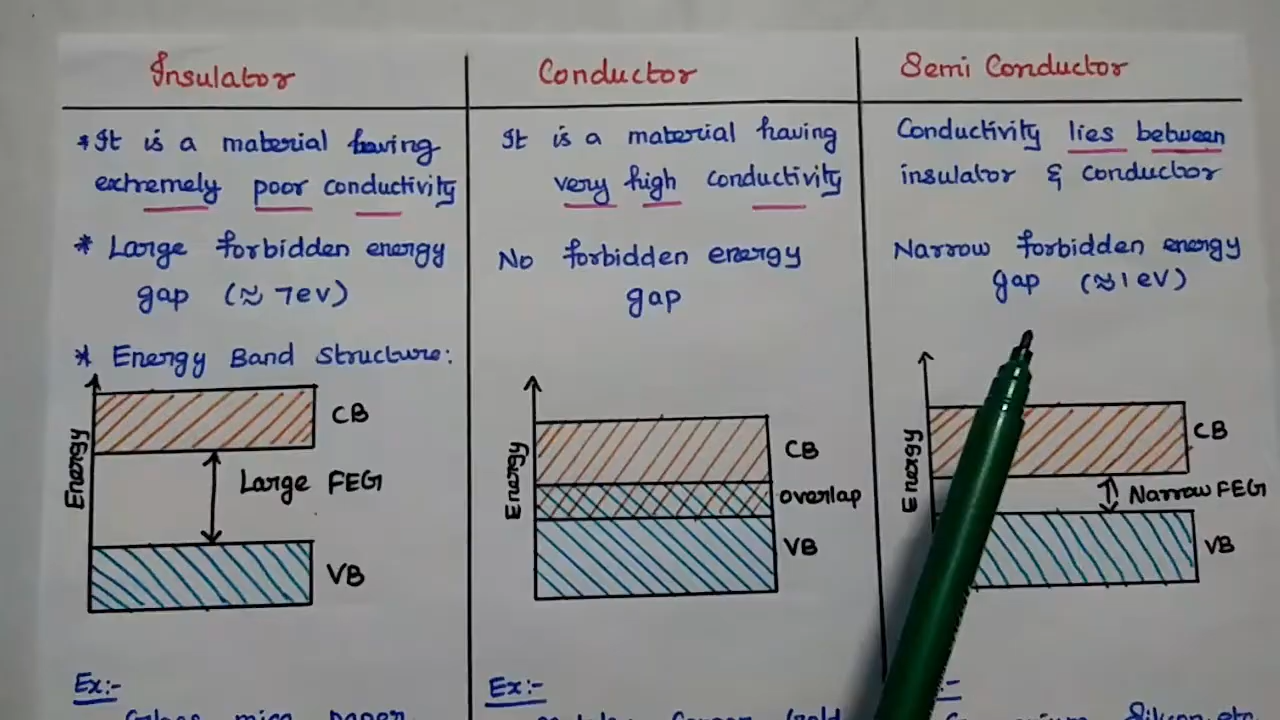 Insulator
* It is a material having
extremely poor conductivity
* Large forbidden energy
gap (≈ 7ev)
* Energy Band Structure:
Energy
CB
Large FEG
VB
Ex:-
Conductor
It is a material having
very high conductivity
No forbidden energy
gap
Energy
CB
overlap
VB
Ex:-
Semi Conductor
Conductivity lies between
insulator & conductor
Narrow forbidden energy
gap (≈ 1 eV)
Energy
CB
Narrow FEG
VB